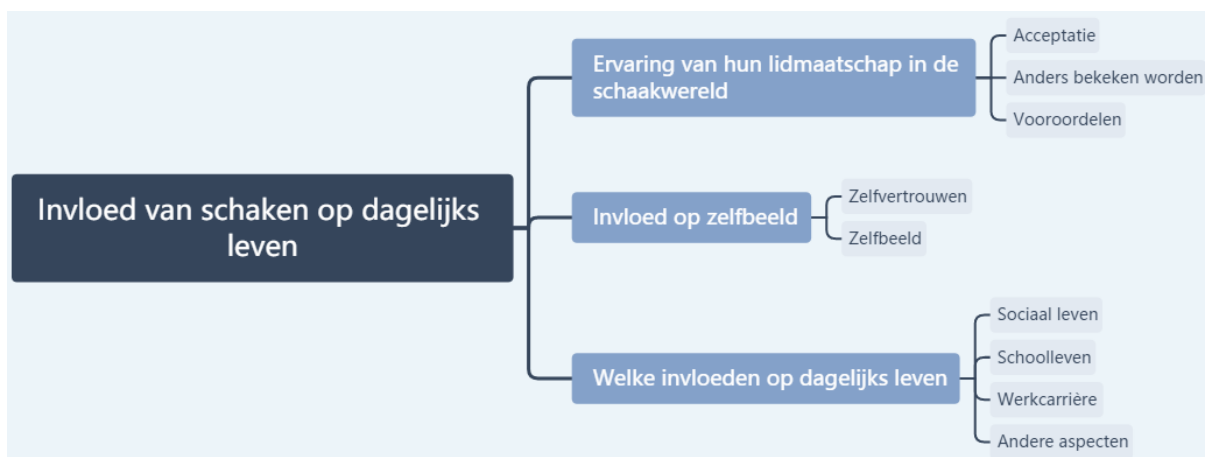 Invloed van schaken op dagelijks
leven
Ervaring van hun lidmaatschap in de
schaakwereld
Acceptatie
Anders bekeken worden
Vooroordelen
Invloed op zelfbeeld
Zelfvertrouwen
Zelfbeeld
Welke invloeden op dagelijks leven
Sociaal leven
Schoolleven
Werkcarrière
Andere aspecten